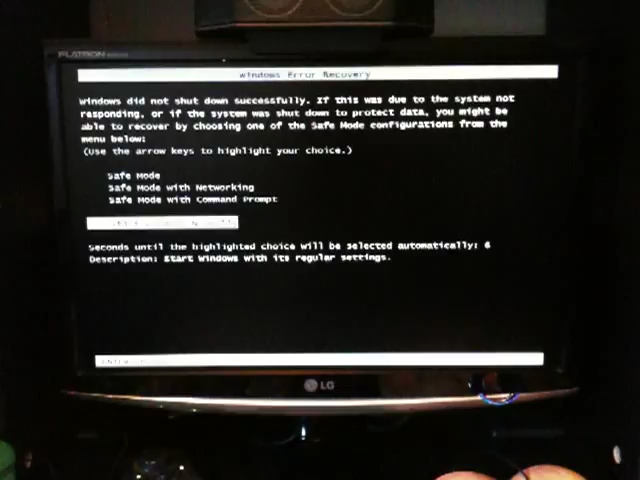 FLATRON
Windows Error Recovery
Windows did not shut down successfully. If this was due to the system not
responding, or if the system was shut down to protect data, you might be
able to recover by choosing one of the Safe Mode configurations from the
menu below:
(Use the arrow keys to highlight your choice.)
Safe Mode
Safe Mode with Networking
Safe Mode with Command Prompt
Seconds until the highlighted choice will be selected automatically: 6
Description: Start Windows with its regular settings.
LG